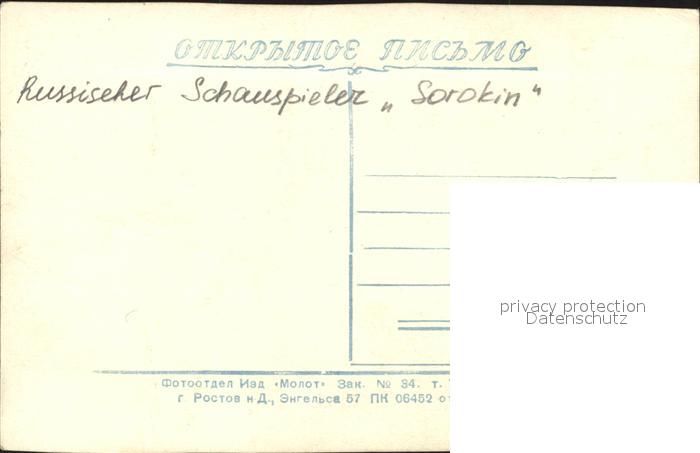 ОТКРЫТОЕ ПИСЬМО
Russischer Schauspieler „Sorokin“
privacy protection
Datenschutz
Фотоотдел Изд «Молот» Зак. № 34. т.
г. Ростов н-Д., Энгельса 57 ПК 06452 от